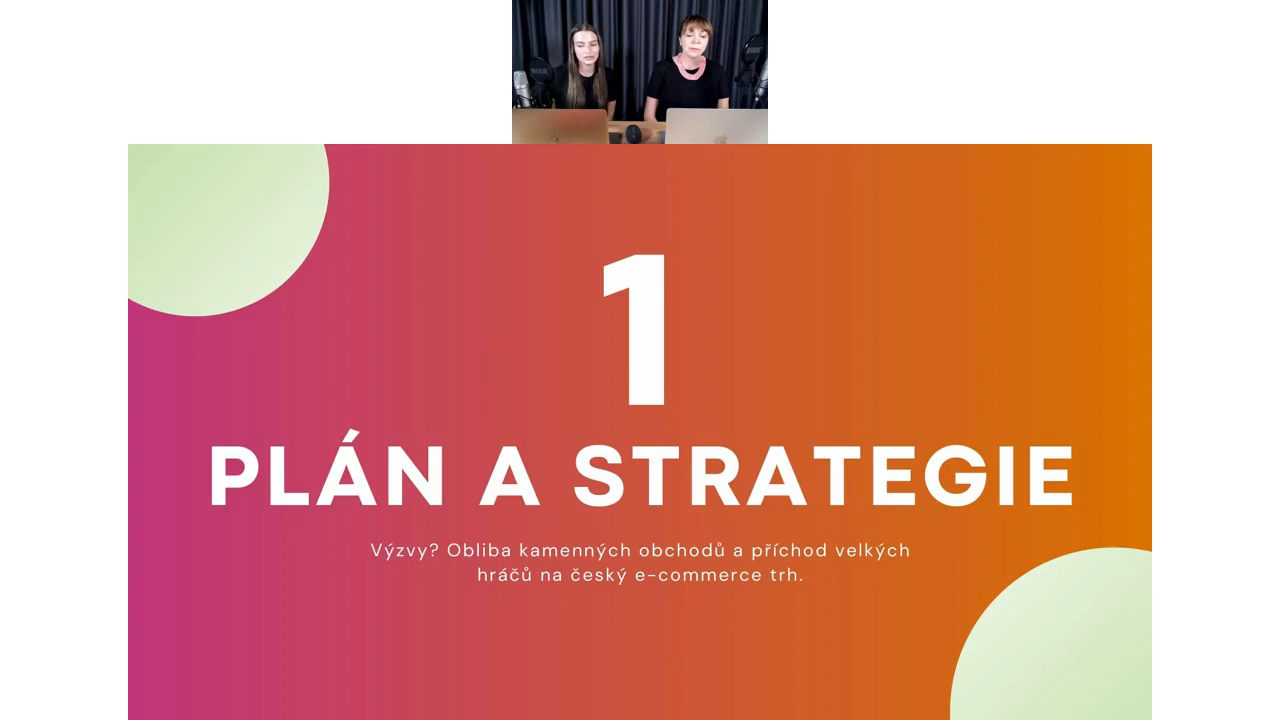 1
PLÁN A STRATEGIE
Výzvy? Obliba kamenných obchodů a příchod velkých
hráčů na český e-commerce trh.